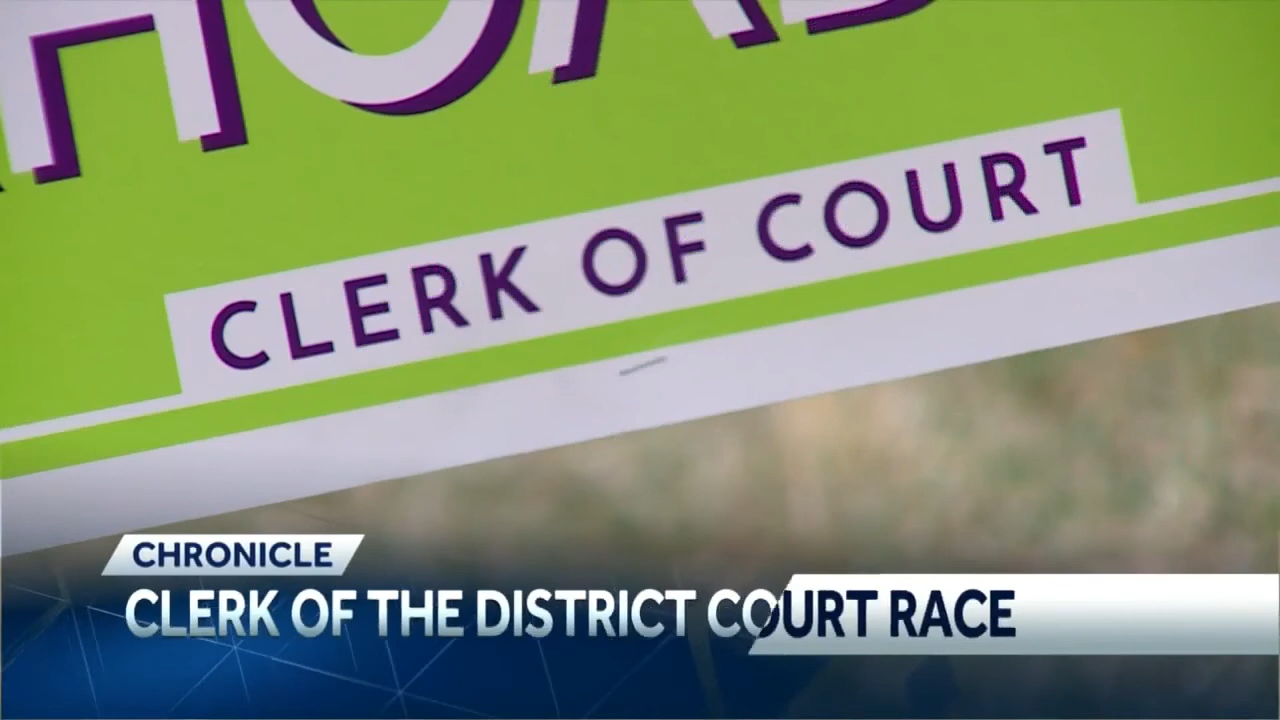 CLERK OF COURT
CHRONICLE
CLERK OF THE DISTRICT COURT RACE